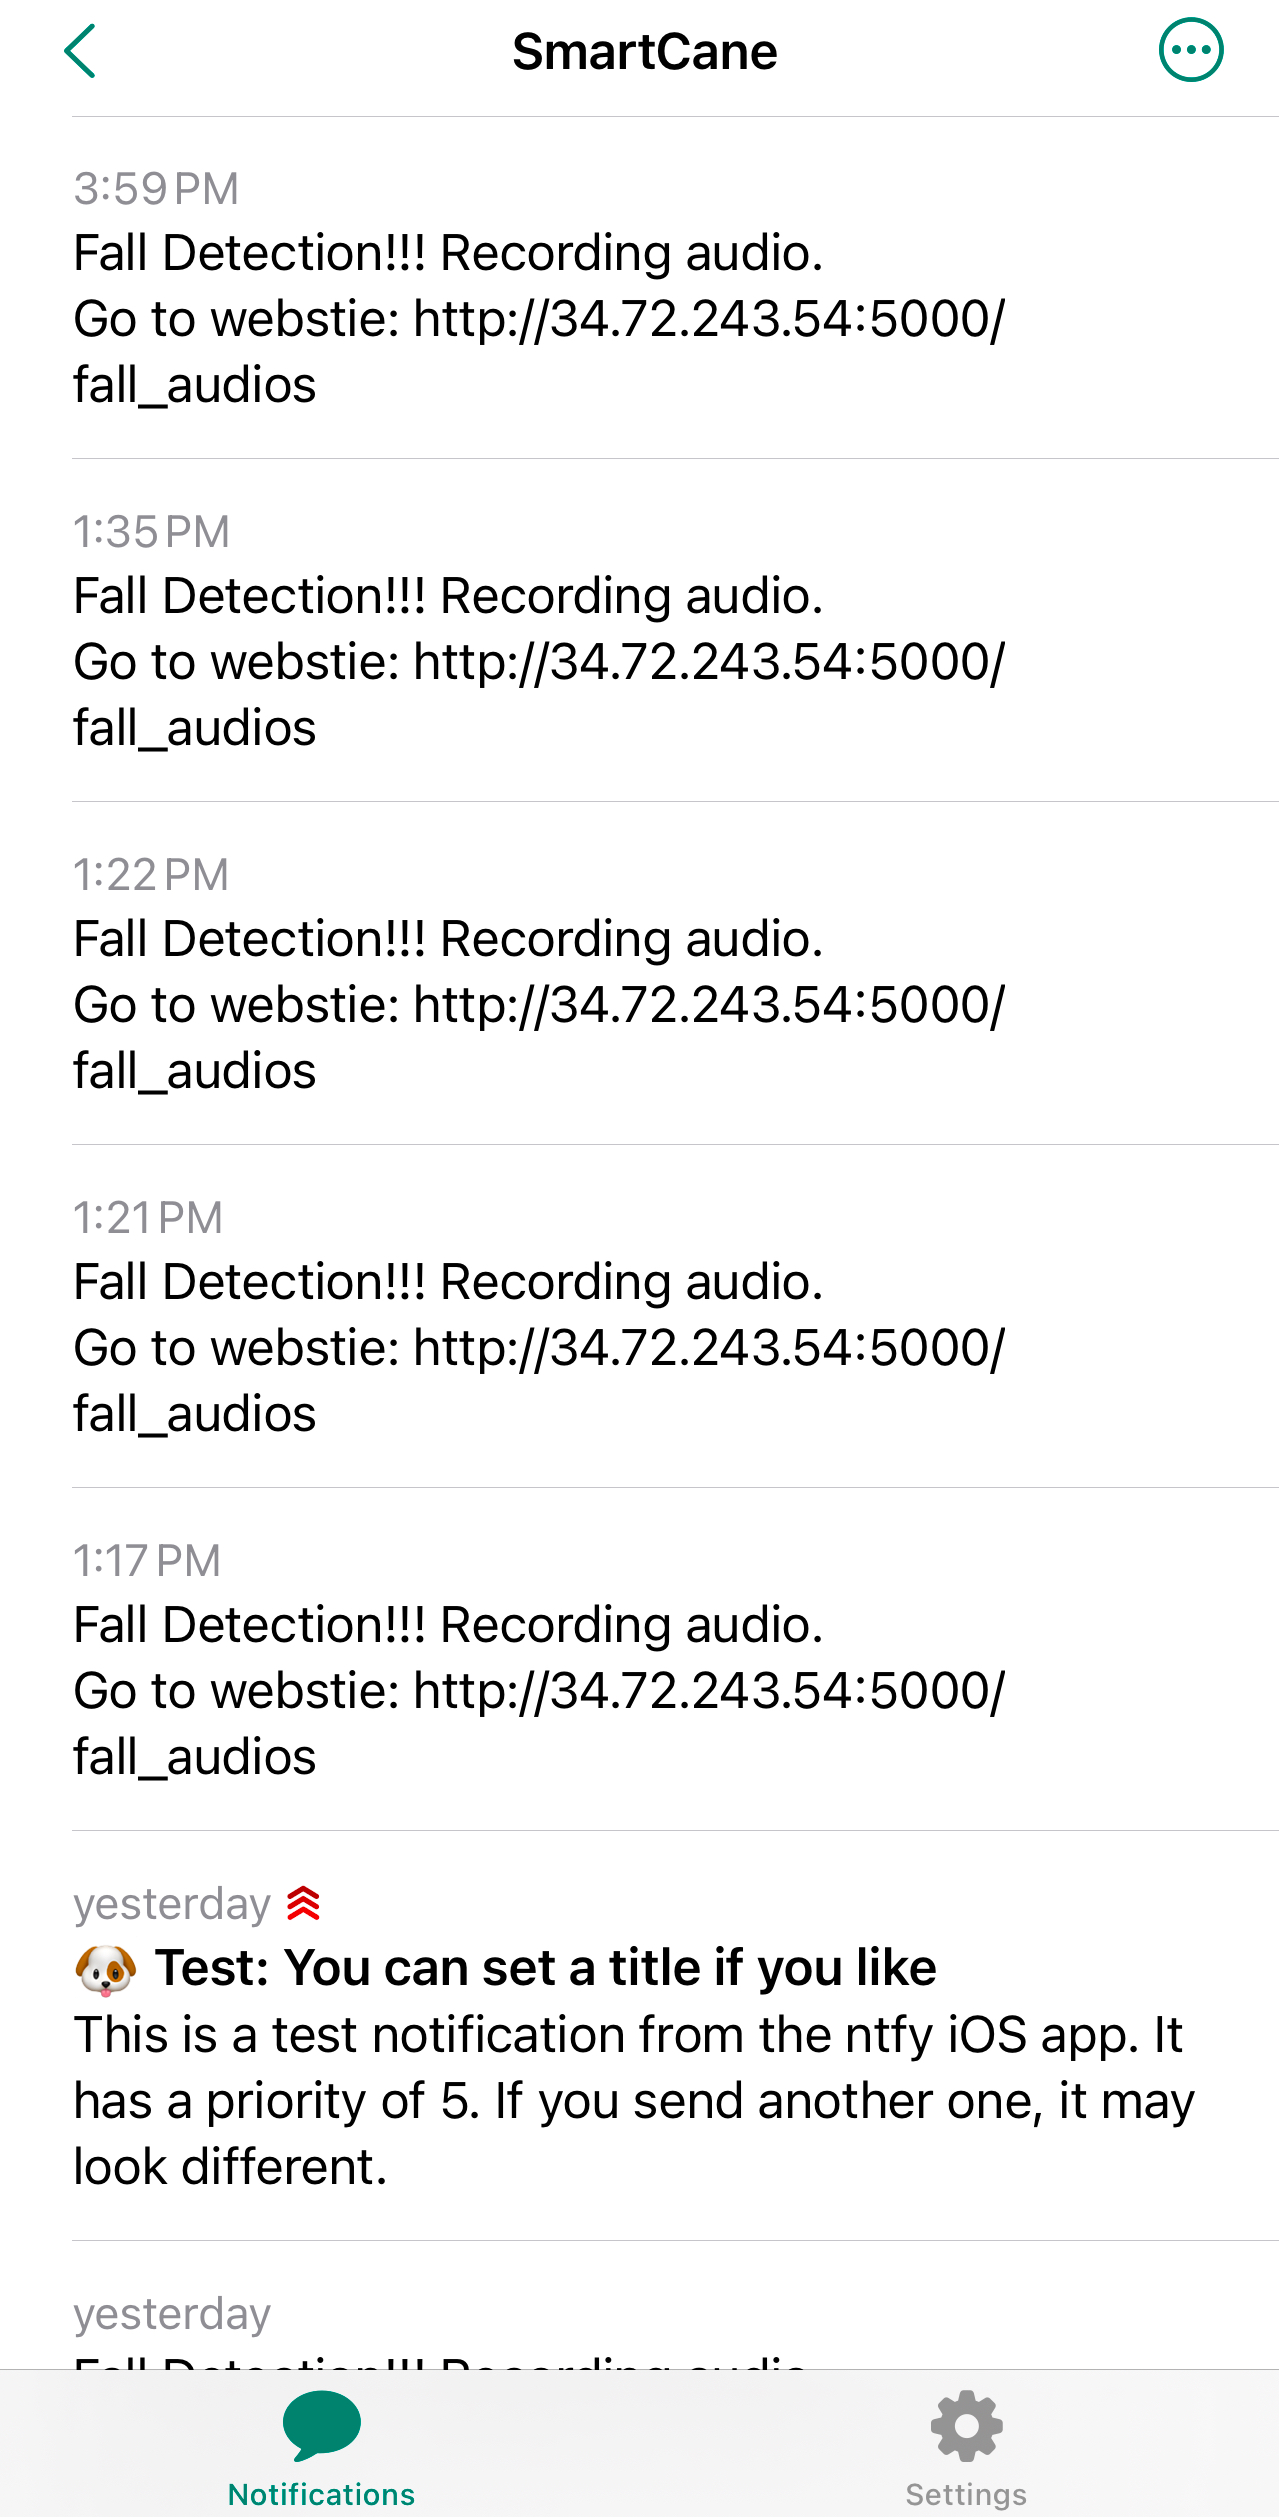 SmartCane
3:59 PM
Fall Detection!!! Recording audio.
Go to webstie: http://34.72.243.54:5000/
fall_audios
1:35 PM
Fall Detection!!! Recording audio.
Go to webstie: http://34.72.243.54:5000/
fall_audios
1:22 PM
Fall Detection!!! Recording audio.
Go to webstie: http://34.72.243.54:5000/
fall_audios
1:21 PM
Fall Detection!!! Recording audio.
Go to webstie: http://34.72.243.54:5000/
fall_audios
1:17 PM
Fall Detection!!! Recording audio.
Go to webstie: http://34.72.243.54:5000/
fall_audios
yesterday
🐶 Test: You can set a title if you like
This is a test notification from the ntfy iOS app. It
has a priority of 5. If you send another one, it may
look different.
yesterday
Fall Detection!!! Recording audio.
Notifications
Settings